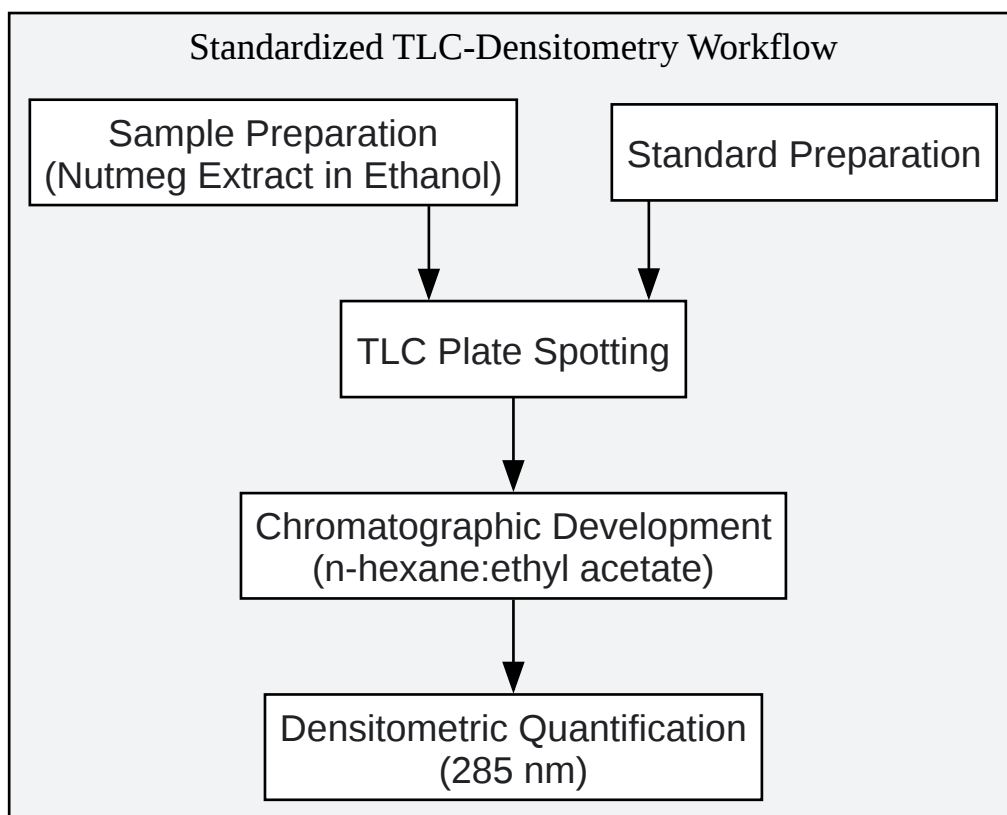 Standardized TLC-Densitometry Workflow
Sample Preparation
(Nutmeg Extract in Ethanol)
Standard Preparation
TLC Plate Spotting
Chromatographic Development
(n-hexane:ethyl acetate)
Densitometric Quantification
(285 nm)